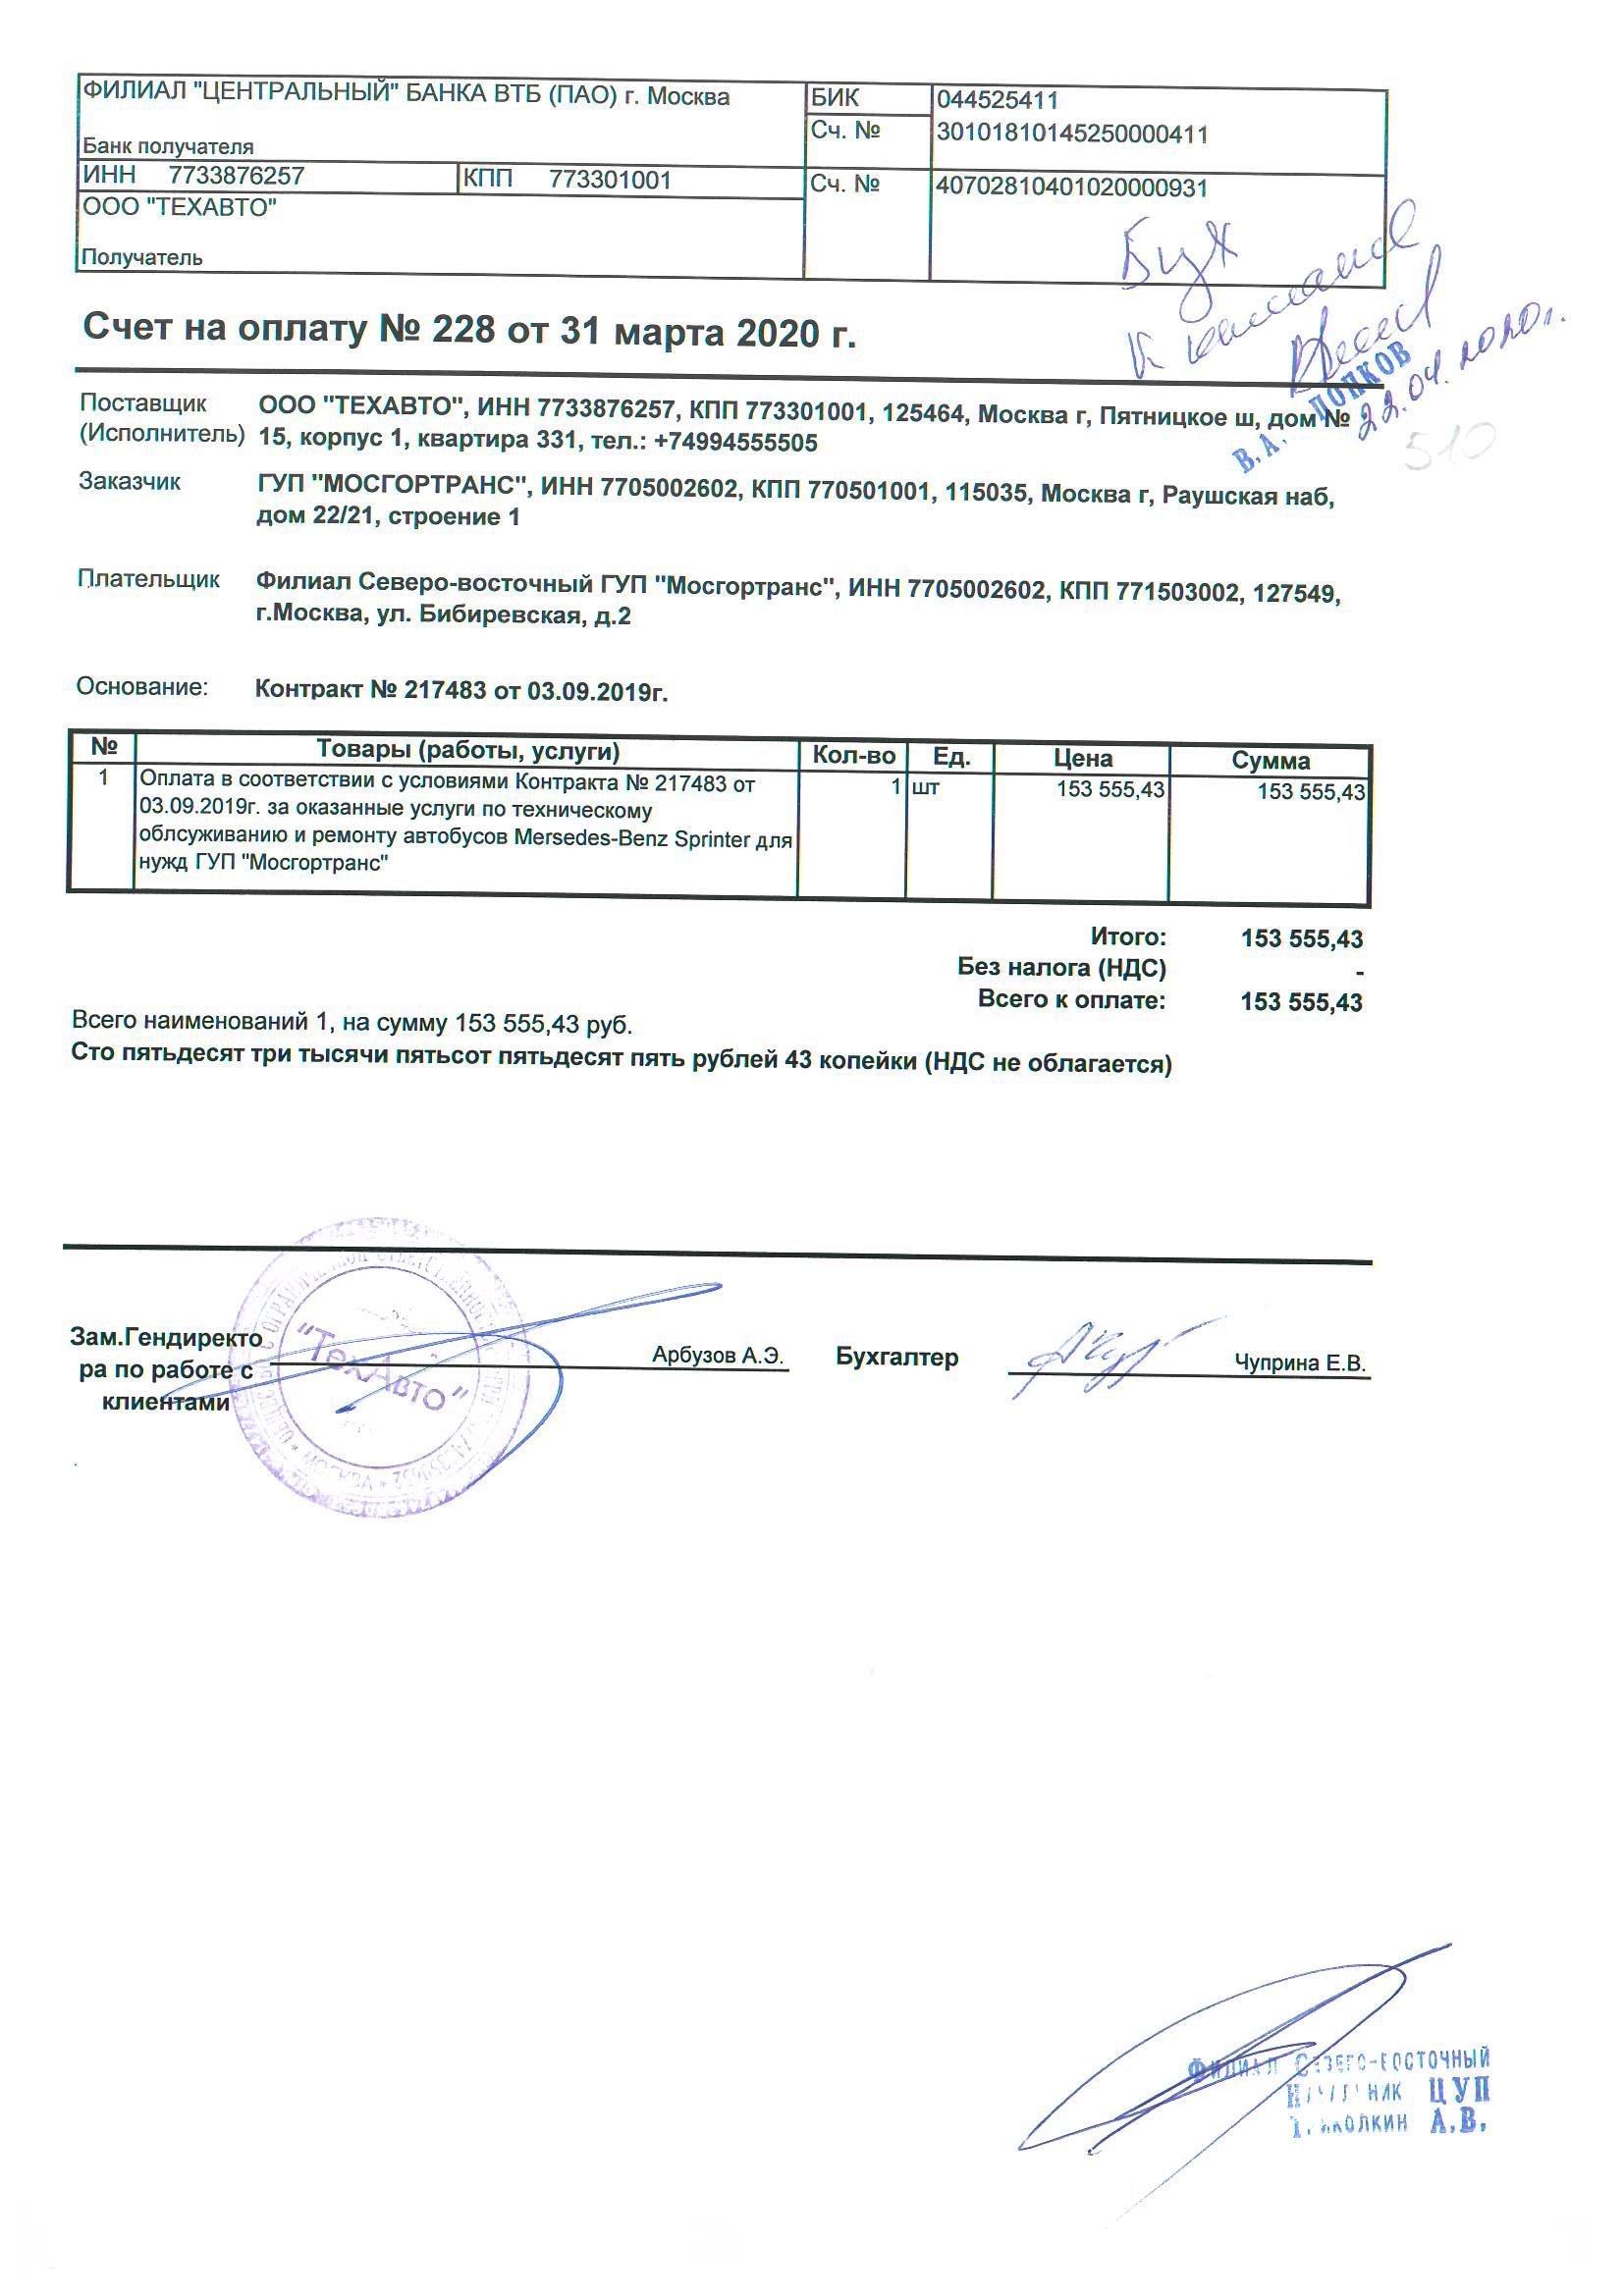 ФИЛИАЛ "ЦЕНТРАЛЬНЫЙ" БАНКА ВТБ (ПАО) г. Москва
БИК 044525411
Сч. № 30101810145250000411
Банк получателя
ИНН 7733876257 КПП 773301001
Сч. № 40702810401020000931
ООО "ТЕХАВТО"
Получатель
Бух
Счет на оплату № 228 от 31 марта 2020 г.
В.А. ПОПКОВ
22.04.2020г.
510
Поставщик (Исполнитель)
ООО "ТЕХАВТО", ИНН 7733876257, КПП 773301001, 125464, Москва г, Пятницкое ш, дом №
15, корпус 1, квартира 331, тел.: +74994555505
Заказчик ГУП "МОСГОРТРАНС", ИНН 7705002602, КПП 770501001, 115035, Москва г, Раушская наб,
дом 22/21, строение 1
Плательщик Филиал Северо-восточный ГУП "Мосгортранс", ИНН 7705002602, КПП 771503002, 127549,
г.Москва, ул. Бибиревская, д.2
Основание: Контракт № 217483 от 03.09.2019г.
№ Товары (работы, услуги) Кол-во Ед. Цена Сумма
1 Оплата в соответствии с условиями Контракта № 217483 от 1 шт 153 555,43 153 555,43
03.09.2019г. за оказанные услуги по техническому
облсуживанию и ремонту автобусов Mersedes-Benz Sprinter для
нужд ГУП "Мосгортранс"
Итого: 153 555,43
Без налога (НДС) -
Всего к оплате: 153 555,43
Всего наименований 1, на сумму 153 555,43 руб.
Сто пятьдесят три тысячи пятьсот пятьдесят пять рублей 43 копейки (НДС не облагается)
Зам.Гендиректо
ра по работе с
клиентами
Арбузов А.Э.
Бухгалтер Чуприна Е.В.
"ТехАвто"
МОСКВА
Филиал Северо-восточный
Начальник ЦУП
А.В.